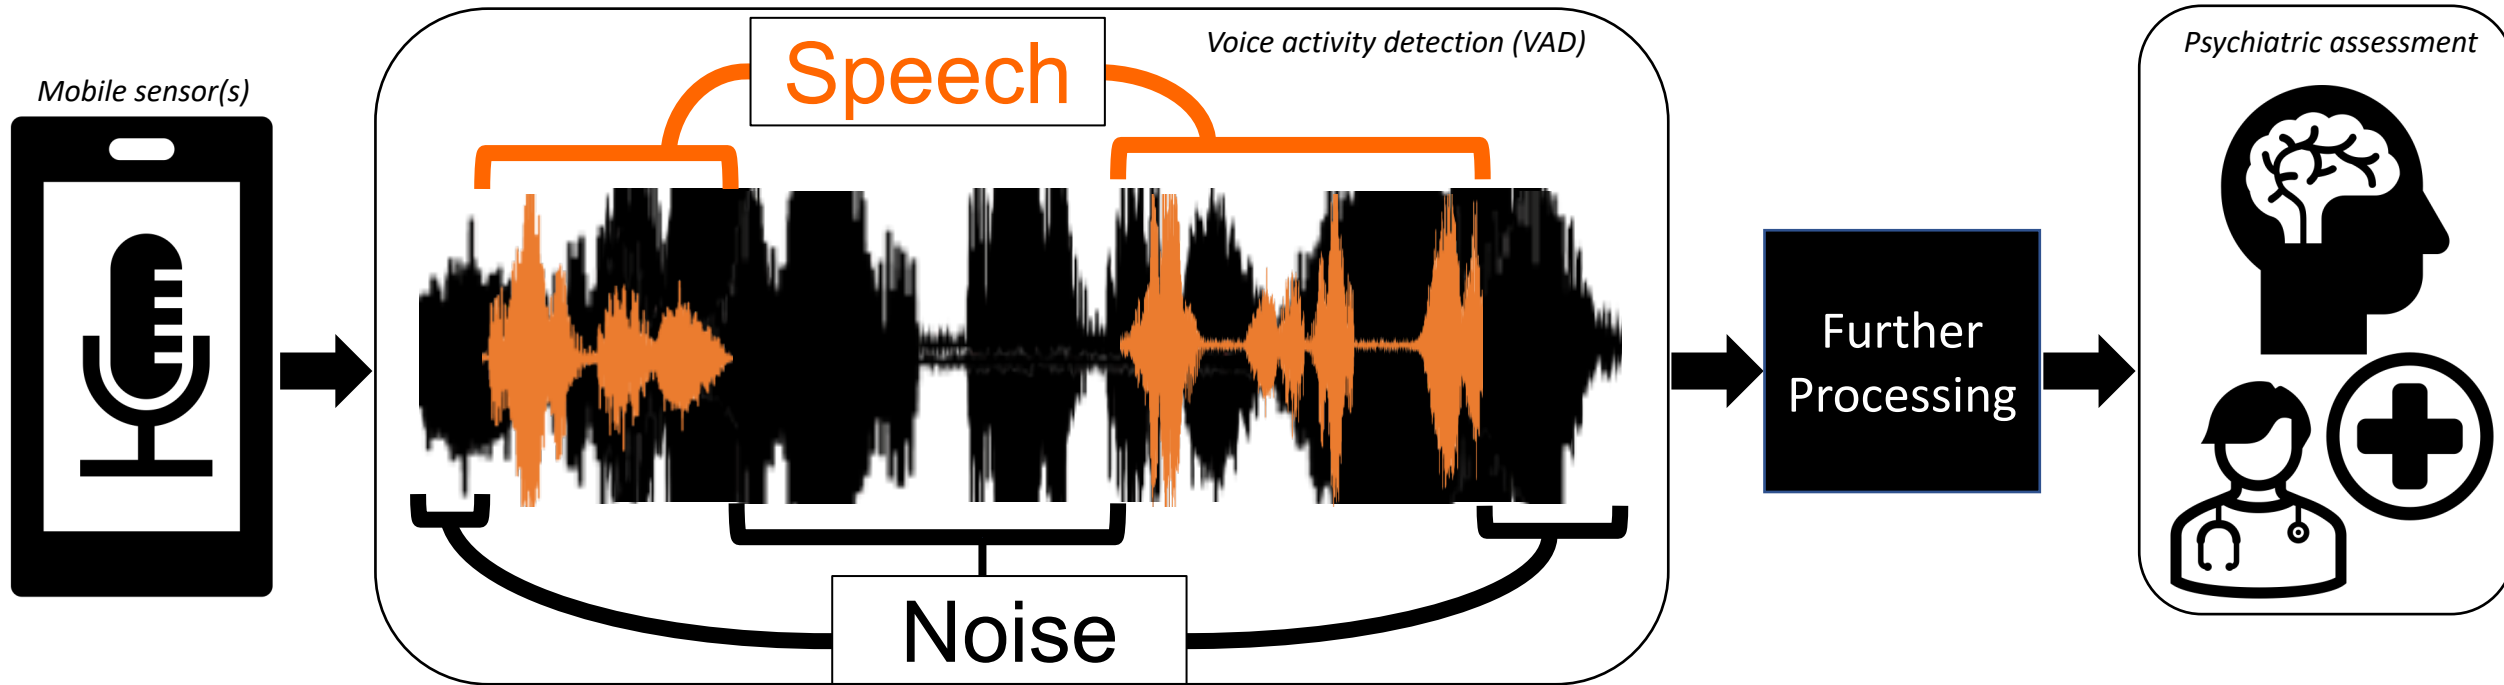 Mobile sensor(s)
Speech
Voice activity detection (VAD)
Noise
Further
Processing
Psychiatric assessment